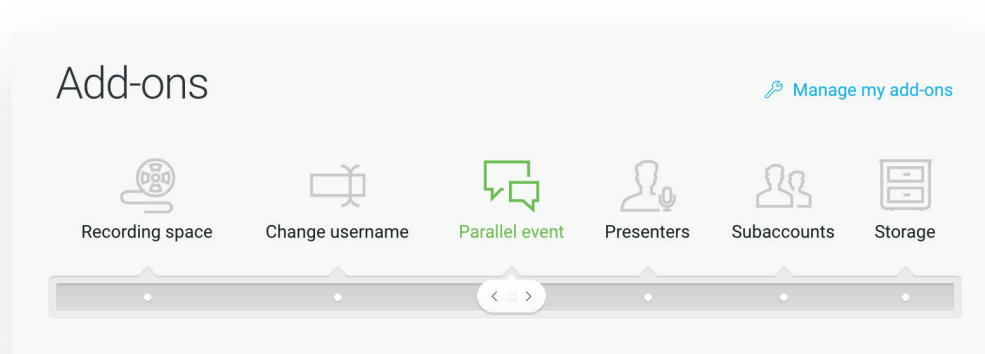 Add-ons
Manage my add-ons
Recording space
Change username
Parallel event
Presenters
Subaccounts
Storage